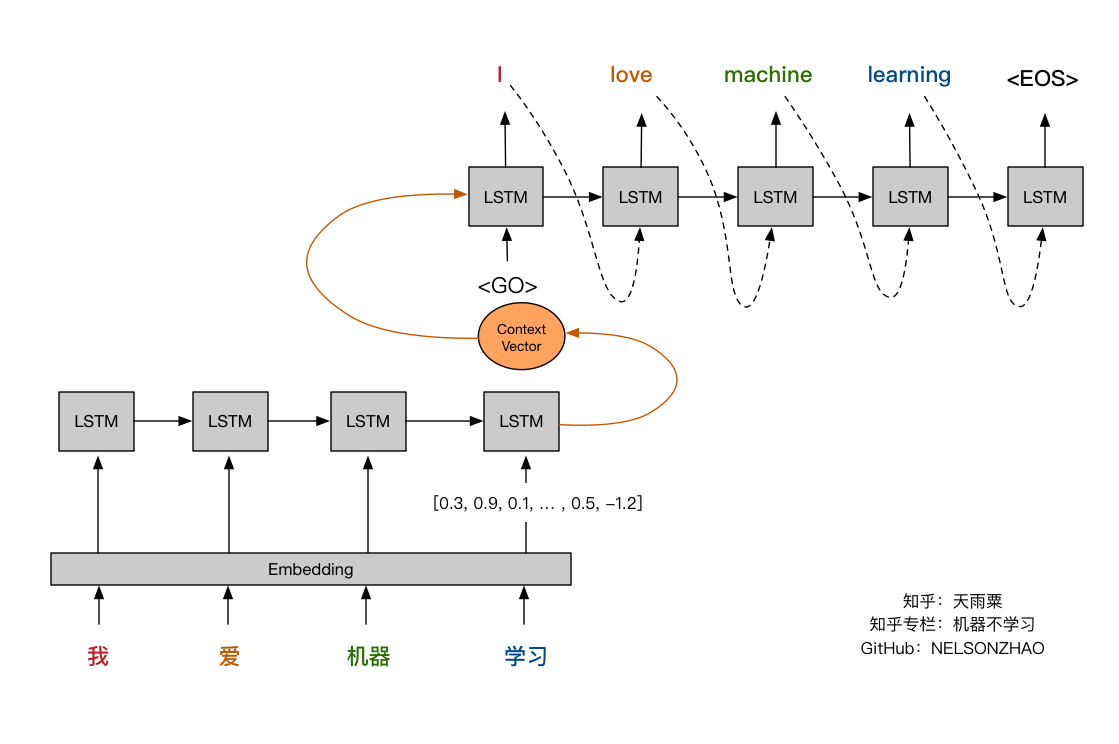 I love machine learning <EOS>
LSTM LSTM LSTM LSTM LSTM
<GO>
Context
Vector
LSTM LSTM LSTM LSTM
[0.3, 0.9, 0.1, … , 0.5, –1.2]
Embedding
我 爱 机器 学习
知乎：天雨粟
知乎专栏：机器不学习
GitHub：NELSONZHAO